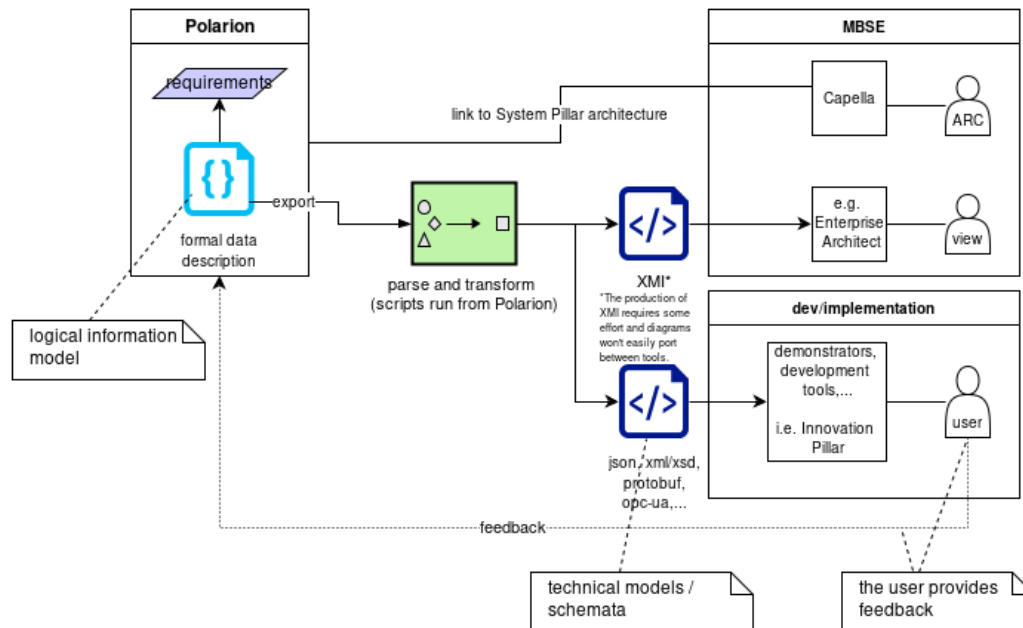 Polarion
requirements
{}
formal data
description
export
logical information
model
link to System Pillar architecture
parse and transform
(scripts run from Polarion)
</>
XMI*
*The production of
XMI requires some
effort and diagrams
won't easily port
between tools.
</>
json, xml/xsd,
protobuf,
opc-ua,...
MBSE
Capella
ARC
e.g.
Enterprise
Architect
view
dev/implementation
demonstrators,
development
tools,...
i.e. Innovation
Pillar
user
feedback
technical models /
schemata
the user provides
feedback